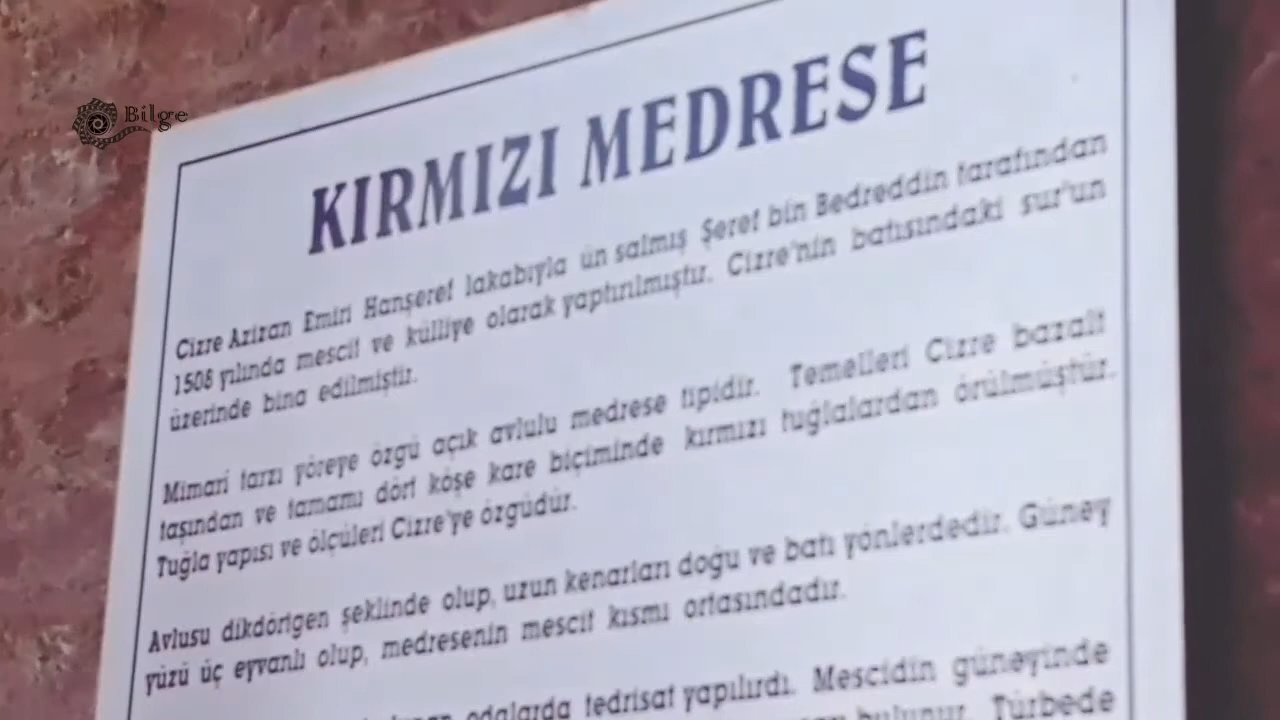 Bilge
KIRMIZI MEDRESE
Cizre Azizan Emiri Hanşeref lakabıyla ün salmış Şeref bin Bedreddin tarafından
1508 yılında mescit ve külliye olarak yaptırılmıştır. Cizre'nin batısındaki sur'un
üzerinde bina edilmiştir.
Mimari tarzı yöreye özgü açık avlulu medrese tipidir. Temelleri Cizre bazalt
taşından ve tamamı dört köşe kare biçiminde kırmızı tuğlalardan örülmüştür.
Tuğla yapısı ve ölçüleri Cizre'ye özgüdür.
Avlusu dikdörtgen şeklinde olup, uzun kenarları doğu ve batı yönlerdedir. Güney
yüzü üç eyvanlı olup, medresenin mescit kısmı ortasındadır.
odalarda tedrisat yapılırdı. Mescidin güneyinde
bulunur. Türbede